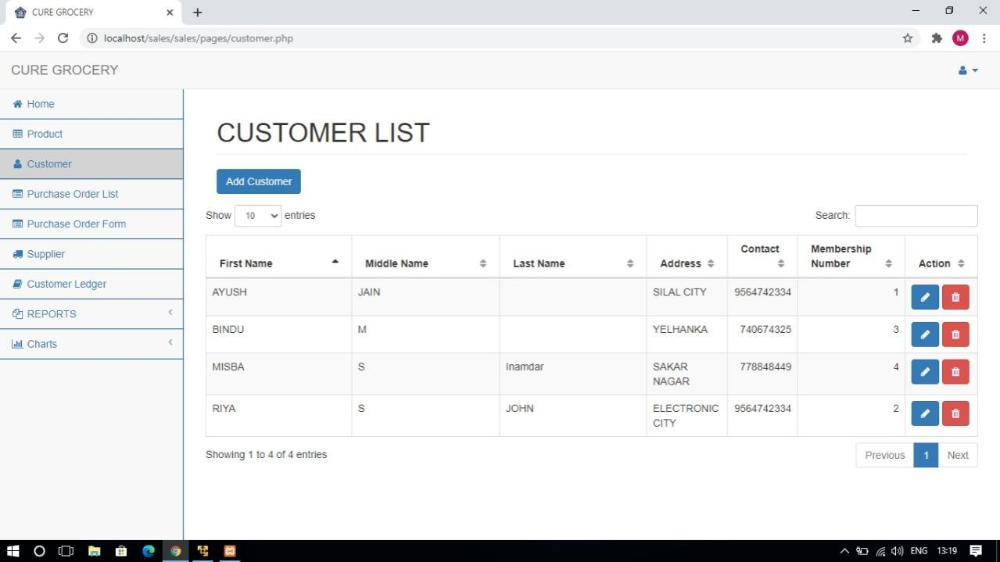 CURE GROCERY
localhost/sales/sales/pages/customer.php
M
CURE GROCERY
Home
Product
Customer
Purchase Order List
Purchase Order Form
Supplier
Customer Ledger
REPORTS
Charts
CUSTOMER LIST
Add Customer
Show 10 entries
Search:
First Name Middle Name Last Name Address Contact Membership Number Action
AYUSH JAIN SILAL CITY 9564742334 1
BINDU M YELHANKA 740674325 3
MISBA S Inamdar SAKAR NAGAR 778848449 4
RIYA S JOHN ELECTRONIC CITY 9564742334 2
Showing 1 to 4 of 4 entries
Previous 1 Next
ENG 13:19